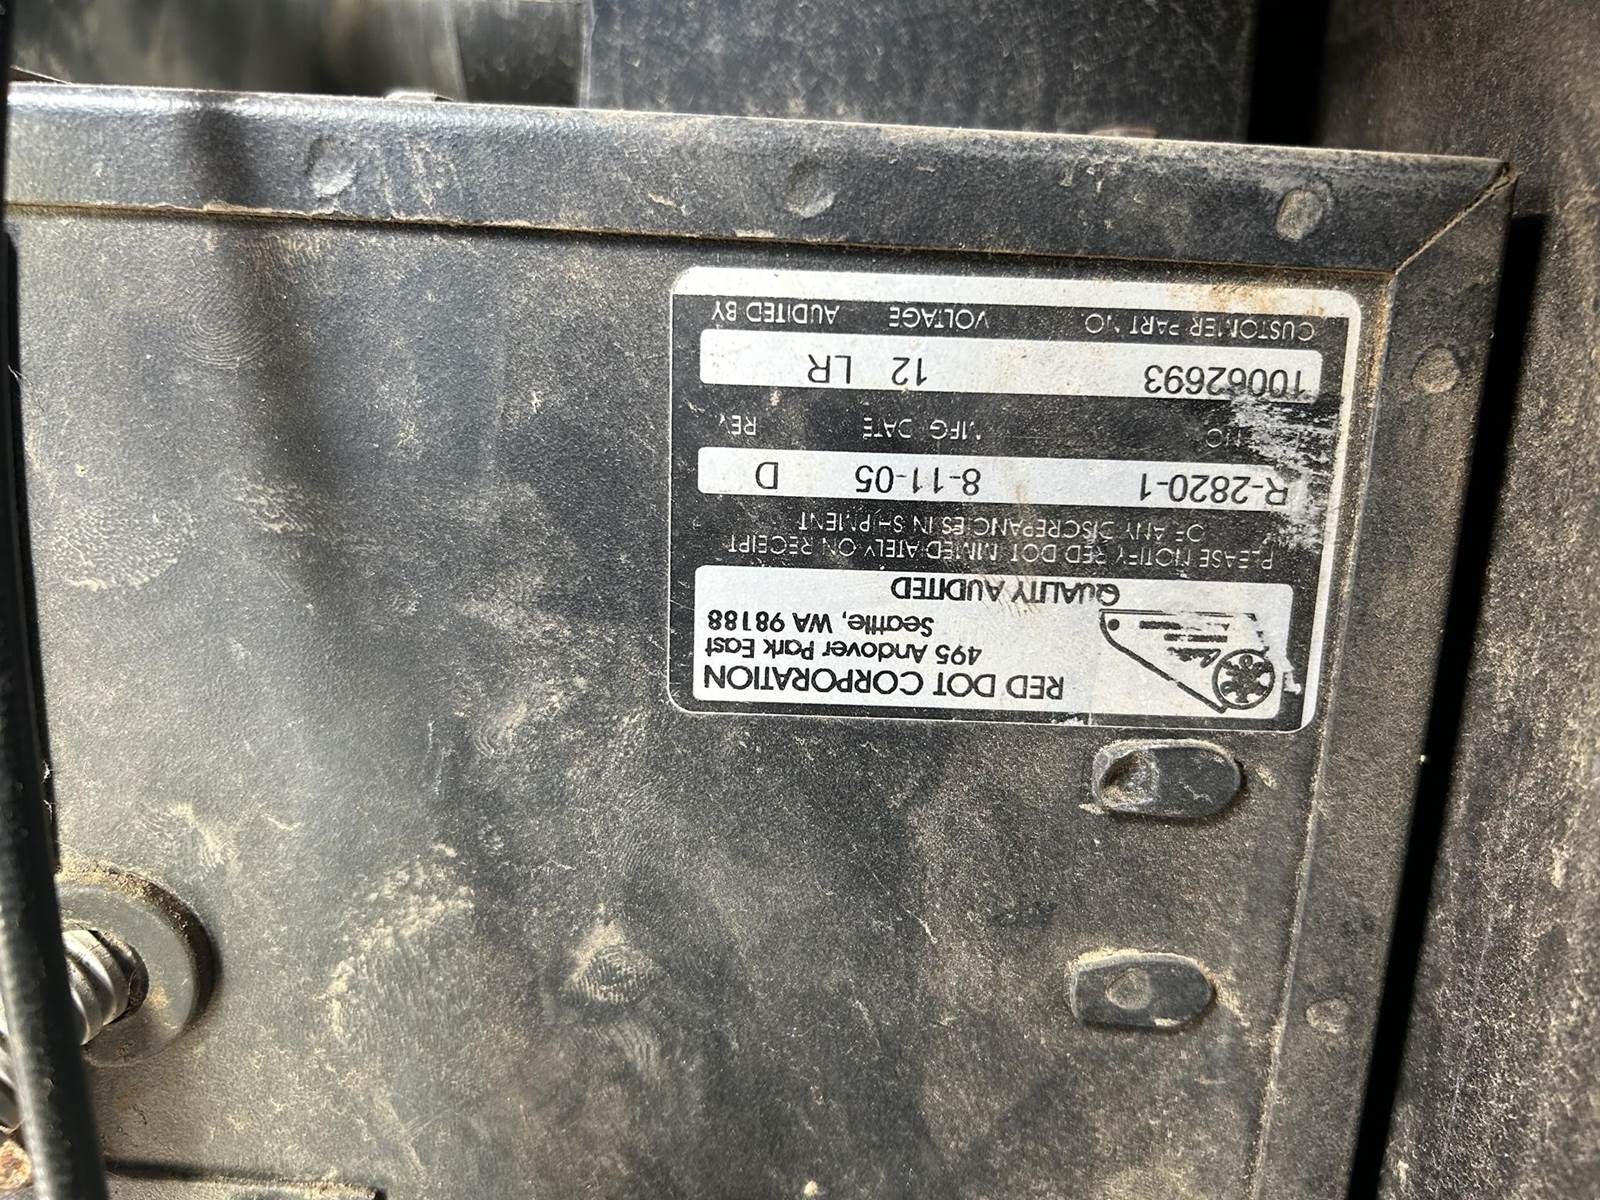 RED DOT CORPORATION
495 Andover Park East
Seattle, WA 98188
QUALITY AUDITED
PLEASE NOTIFY RED DOT IMMEDIATELY ON RECEIPT
OF ANY DISCREPANCIES IN SHIPMENT
R-2820-1 8-11-05 D
NO. MFG DATE REV
10062693 12 LR
CUSTOMER PART NO. VOLTAGE AUDITED BY